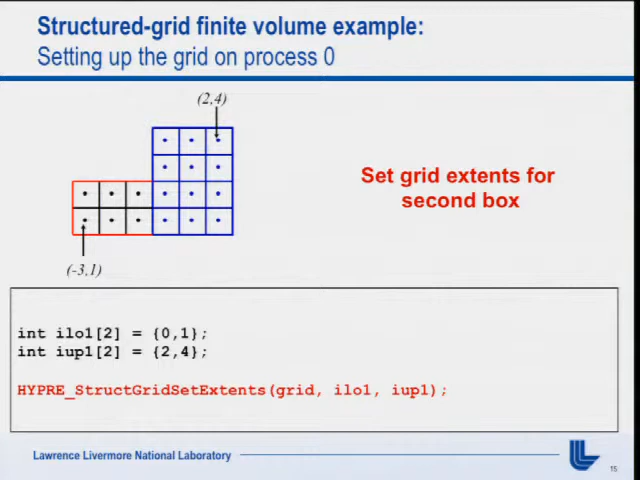 Structured-grid finite volume example:
Setting up the grid on process 0
(2,4)
Set grid extents for
second box
(-3,1)
int ilo1[2] = {0,1};
int iup1[2] = {2,4};
HYPRE_StructGridSetExtents(grid, ilo1, iup1);
Lawrence Livermore National Laboratory
15